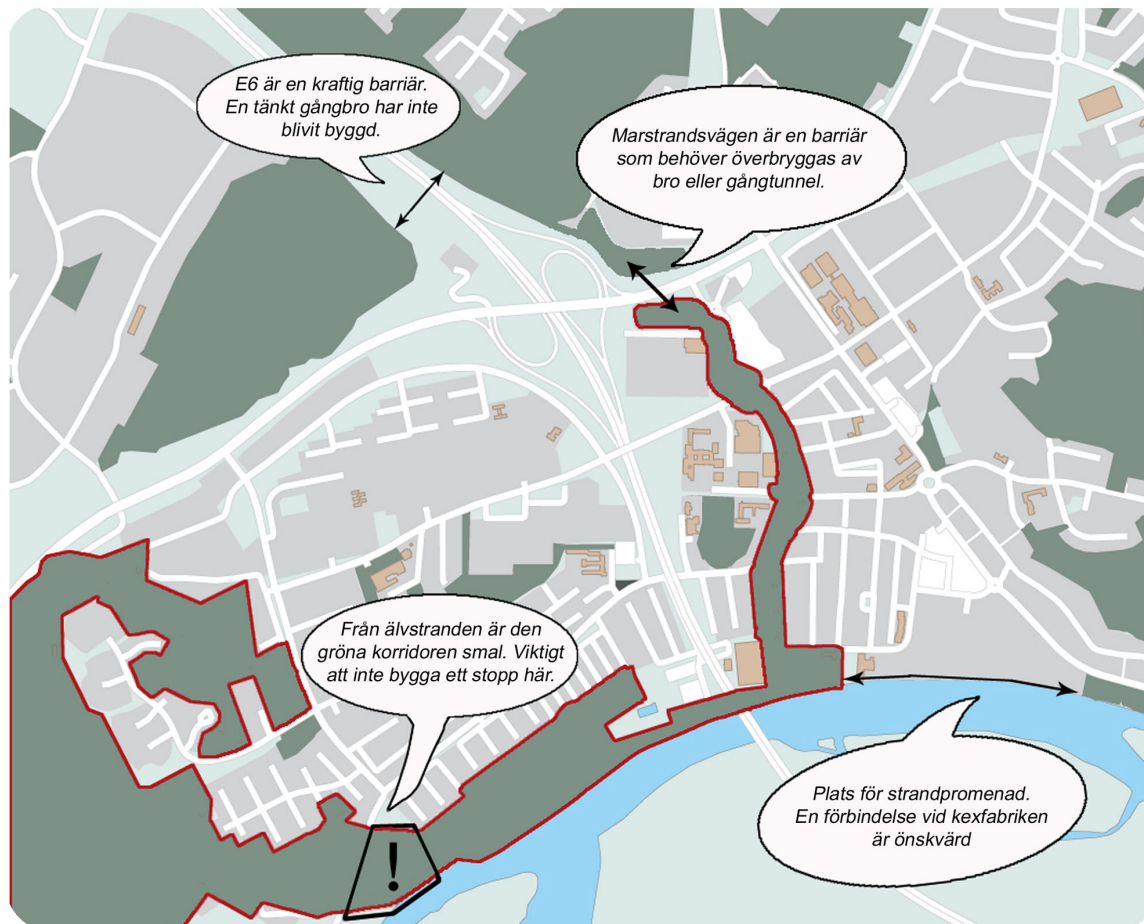 E6 är en kraftig barriär.
En tänkt gångbro har inte
blivit byggd.
Marstrandsvägen är en barriär
som behöver överbryggas av
bro eller gångtunnel.
Från älvstranden är den
gröna korridoren smal. Viktigt
att inte bygga ett stopp här.
!
Plats för strandpromenad.
En förbindelse vid kexfabriken
är önskvärd